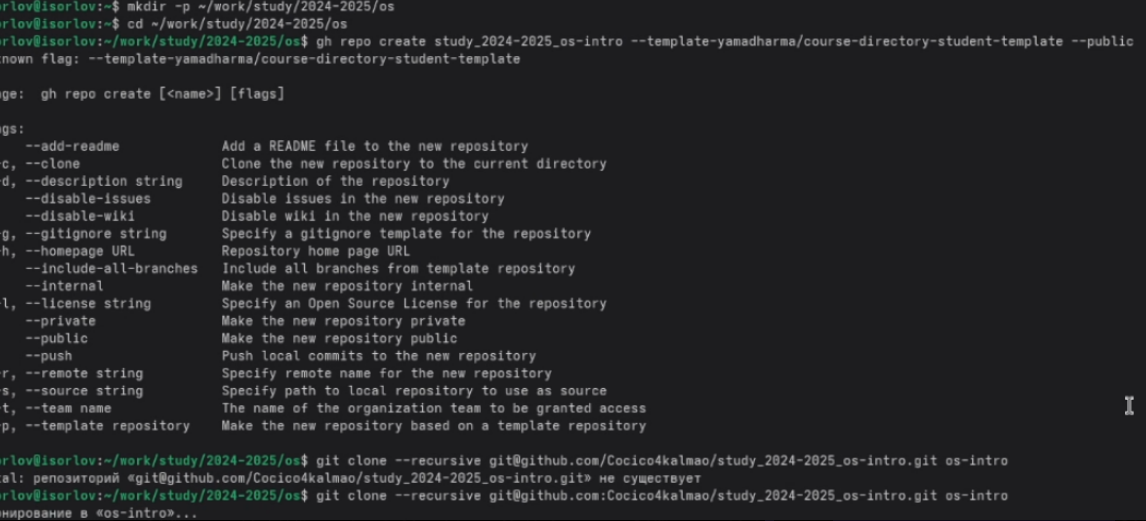 orlov@isorlov:~$ mkdir -p ~/work/study/2024-2025/os
orlov@isorlov:~$ cd ~/work/study/2024-2025/os
orlov@isorlov:~/work/study/2024-2025/os$ gh repo create study_2024-2025_os-intro --template-yamadharma/course-directory-student-template --public
nown flag: --template-yamadharma/course-directory-student-template
ge: gh repo create [<name>] [flags]
gs:
--add-readme Add a README file to the new repository
c, --clone Clone the new repository to the current directory
d, --description string Description of the repository
--disable-issues Disable issues in the new repository
--disable-wiki Disable wiki in the new repository
g, --gitignore string Specify a gitignore template for the repository
h, --homepage URL Repository home page URL
--include-all-branches Include all branches from template repository
--internal Make the new repository internal
l, --license string Specify an Open Source License for the repository
--private Make the new repository private
--public Make the new repository public
--push Push local commits to the new repository
r, --remote string Specify remote name for the new repository
s, --source string Specify path to local repository to use as source
t, --team name The name of the organization team to be granted access
p, --template repository Make the new repository based on a template repository
orlov@isorlov:~/work/study/2024-2025/os$ git clone --recursive git@github.com/Cocico4kalmao/study_2024-2025_os-intro.git os-intro
al: репозиторий «git@github.com/Cocico4kalmao/study_2024-2025_os-intro.git» не существует
orlov@isorlov:~/work/study/2024-2025/os$ git clone --recursive git@github.com:Cocico4kalmao/study_2024-2025_os-intro.git os-intro
нирование в «os-intro»...